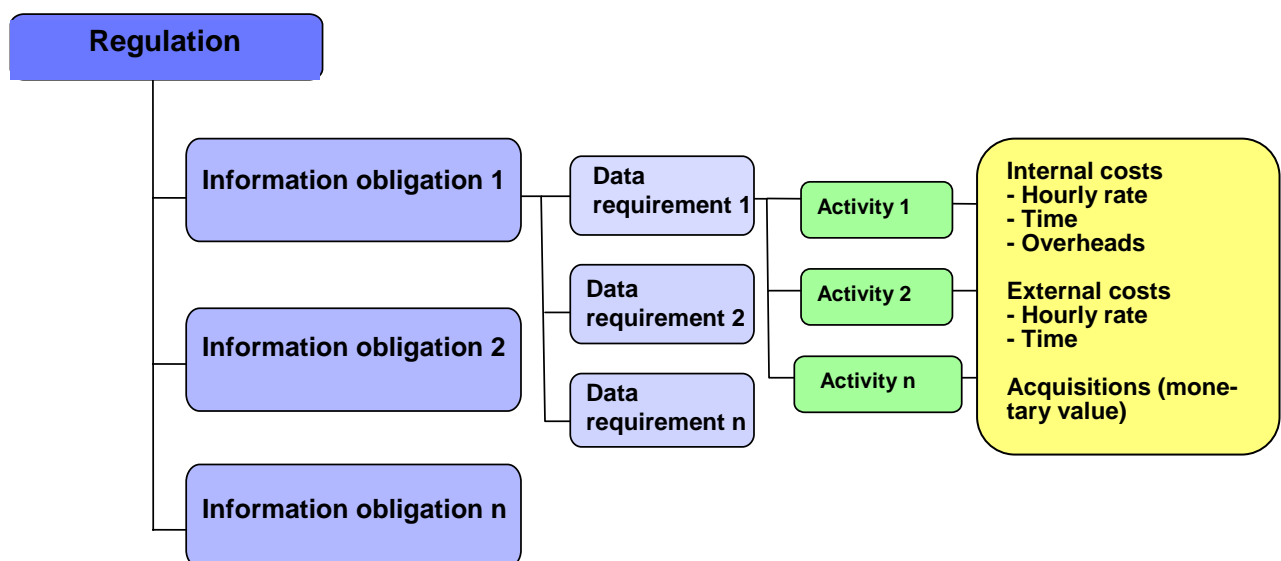 Regulation
Information obligation 1
Information obligation 2
Information obligation n
Data
requirement 1
Data
requirement 2
Data
requirement n
Activity 1
Activity 2
Activity n
Internal costs
- Hourly rate
- Time
- Overheads
External costs
- Hourly rate
- Time
Acquisitions (mone-
tary value)